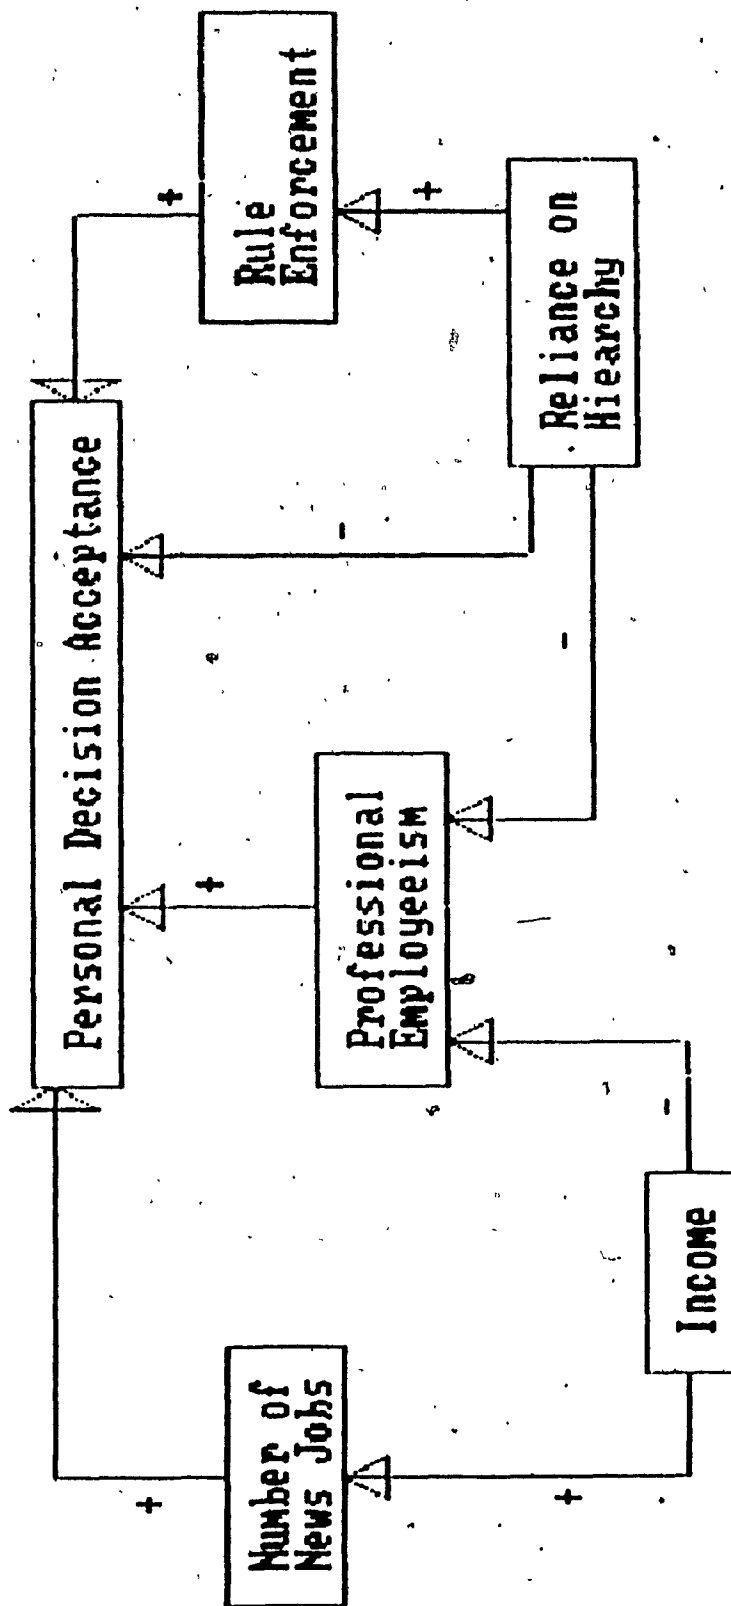 Personal Decision Acceptance
+
+
Number of
News Jobs
+
Professional
Employeeism
-
Rule
Enforcement
+
+
Income
-
-
Reliance on
Hiearchy